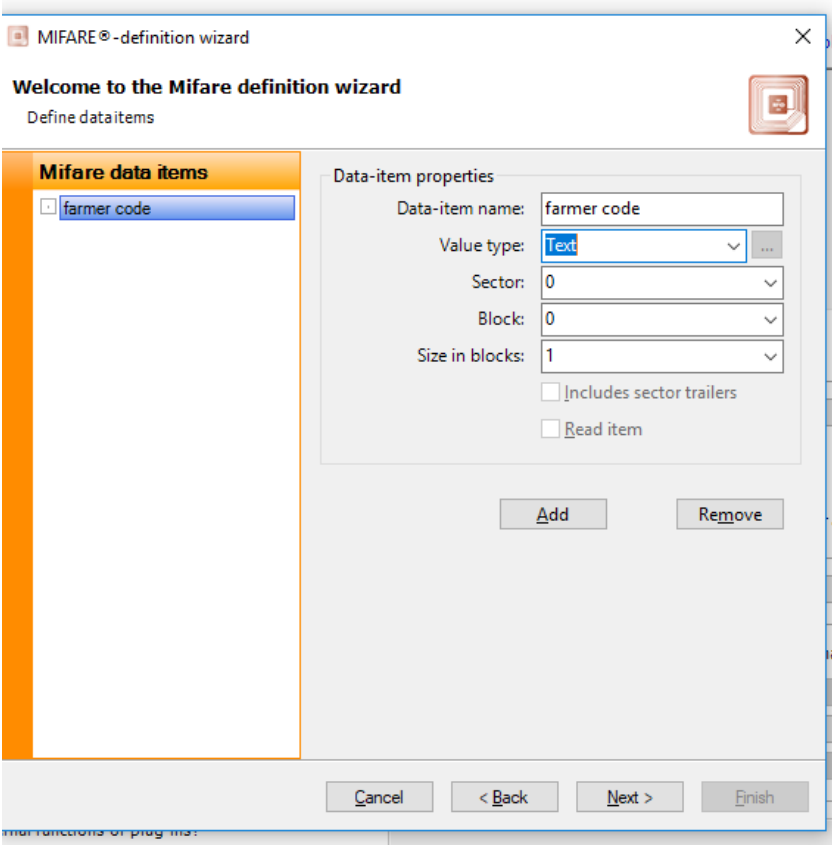 MIFARE®-definition wizard
Welcome to the Mifare definition wizard
Define dataitems
Mifare data items
farmer code
Data-item properties
Data-item name: farmer code
Value type: Text ...
Sector: 0
Block: 0
Size in blocks: 1
Includes sector trailers
Read item
Add Remove
Cancel < Back Next > Finish